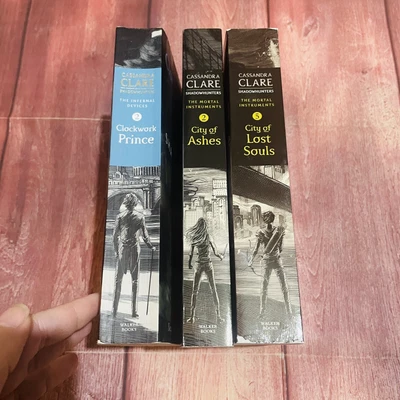 CASSANDRA
CLARE
SHADOWHUNTERS
THE INFERNAL
DEVICES
2
Clockwork
Prince
WALKER
BOOKS
CASSANDRA
CLARE
SHADOWHUNTERS
THE MORTAL
INSTRUMENTS
2
City of
Ashes
WALKER
BOOKS
CASSANDRA
CLARE
SHADOWHUNTERS
THE MORTAL
INSTRUMENTS
5
City of
Lost
Souls
WALKER
BOOKS